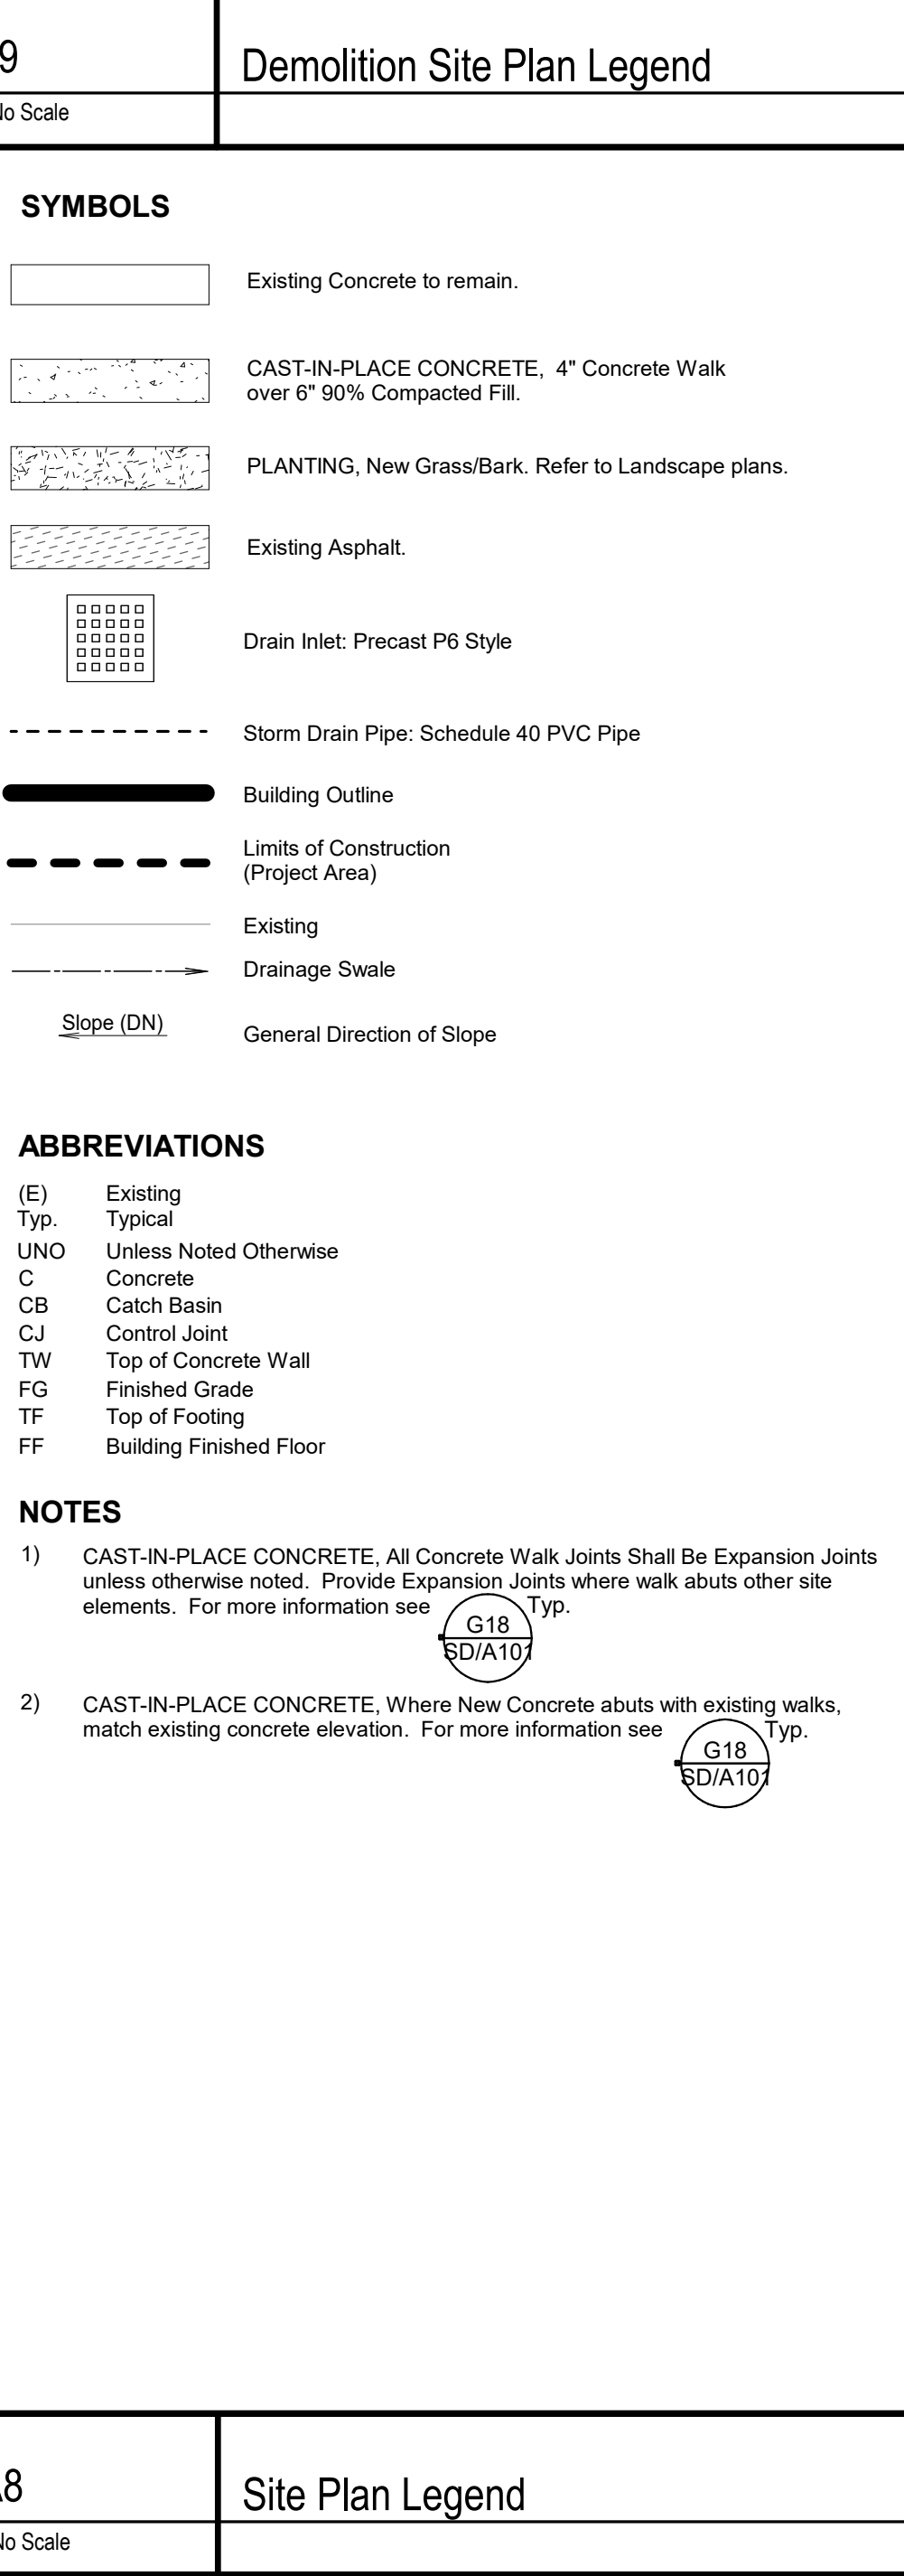 9
Demolition Site Plan Legend
No Scale
SYMBOLS
Existing Concrete to remain.
CAST-IN-PLACE CONCRETE, 4" Concrete Walk
over 6" 90% Compacted Fill.
PLANTING, New Grass/Bark. Refer to Landscape plans.
Existing Asphalt.
Drain Inlet: Precast P6 Style
Storm Drain Pipe: Schedule 40 PVC Pipe
Building Outline
Limits of Construction
(Project Area)
Existing
Drainage Swale
Slope (DN)
General Direction of Slope
ABBREVIATIONS
(E) Existing
Typ. Typical
UNO Unless Noted Otherwise
C Concrete
CB Catch Basin
CJ Control Joint
TW Top of Concrete Wall
FG Finished Grade
TF Top of Footing
FF Building Finished Floor
NOTES
1) CAST-IN-PLACE CONCRETE, All Concrete Walk Joints Shall Be Expansion Joints
unless otherwise noted. Provide Expansion Joints where walk abuts other site
elements. For more information see Typ.
G18
SD/A101
2) CAST-IN-PLACE CONCRETE, Where New Concrete abuts with existing walks,
match existing concrete elevation. For more information see Typ.
G18
SD/A101
A8
Site Plan Legend
No Scale